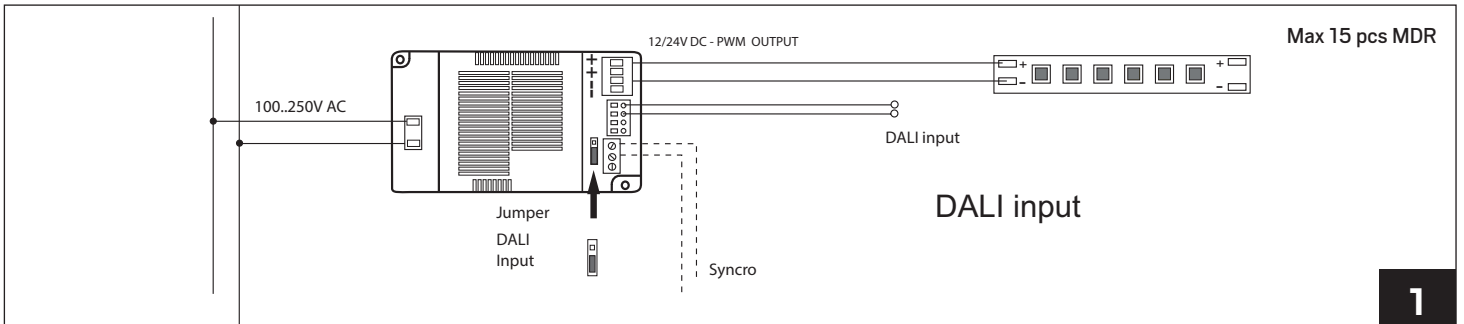 12/24V DC - PWM OUTPUT
Max 15 pcs MDR
+
+
-
-
+
-
+
-
100..250V AC
DALI input
Jumper
DALI
Input
DALI input
Syncro
1